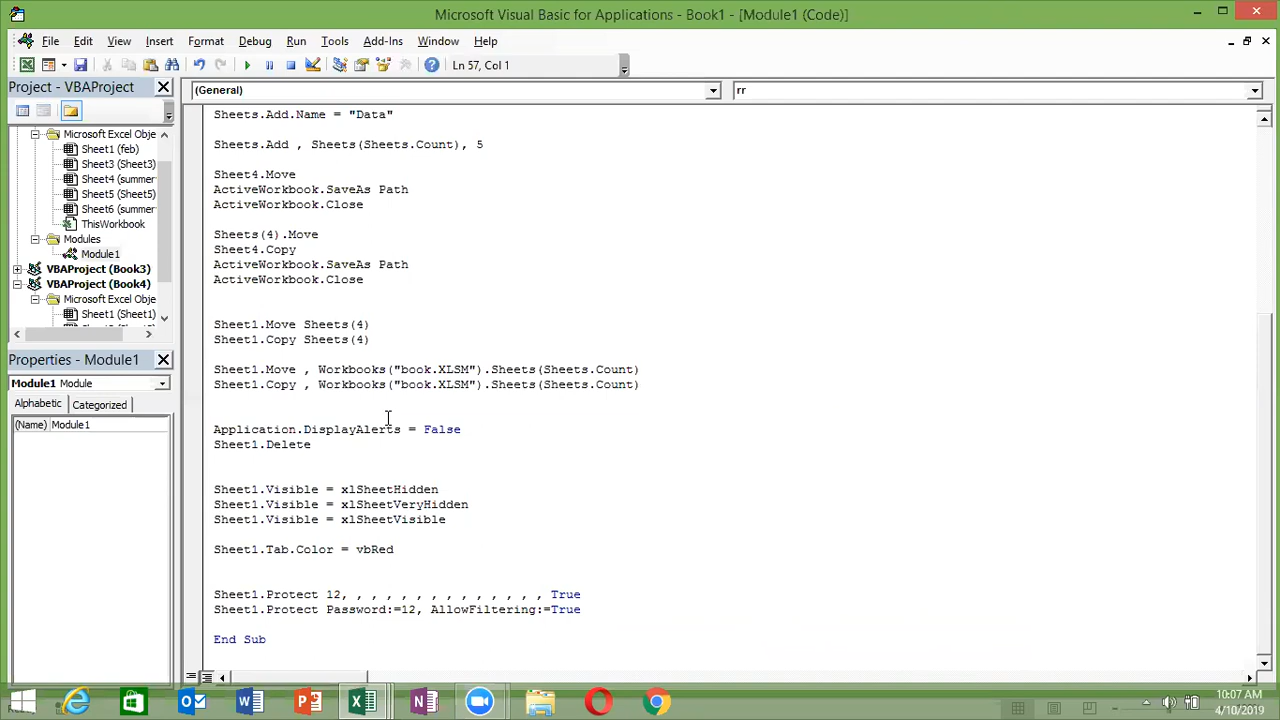 Microsoft Visual Basic for Applications - Book1 - [Module1 (Code)]
File Edit View Insert Format Debug Run Tools Add-Ins Window Help
Ln 57, Col 1
Project - VBAProject
(General)
rr
Microsoft Excel Obje
Sheet1 (feb)
Sheet3 (Sheet3)
Sheet4 (summer
Sheet5 (Sheet5)
Sheet6 (summer
ThisWorkbook
Modules
Module1
VBAProject (Book3)
VBAProject (Book4)
Microsoft Excel Obje
Sheet1 (Sheet1)
Properties - Module1
Module1 Module
Alphabetic Categorized
(Name) Module1
Sheets.Add.Name = "Data"
Sheets.Add , Sheets(Sheets.Count), 5
Sheet4.Move
ActiveWorkbook.SaveAs Path
ActiveWorkbook.Close
Sheets(4).Move
Sheet4.Copy
ActiveWorkbook.SaveAs Path
ActiveWorkbook.Close
Sheet1.Move Sheets(4)
Sheet1.Copy Sheets(4)
Sheet1.Move , Workbooks("book.XLSM").Sheets(Sheets.Count)
Sheet1.Copy , Workbooks("book.XLSM").Sheets(Sheets.Count)
Application.DisplayAlerts = False
Sheet1.Delete
Sheet1.Visible = xlSheetHidden
Sheet1.Visible = xlSheetVeryHidden
Sheet1.Visible = xlSheetVisible
Sheet1.Tab.Color = vbRed
Sheet1.Protect 12, , , , , , , , , , , , , , True
Sheet1.Protect Password:=12, AllowFiltering:=True
End Sub
10:07 AM
4/10/2019